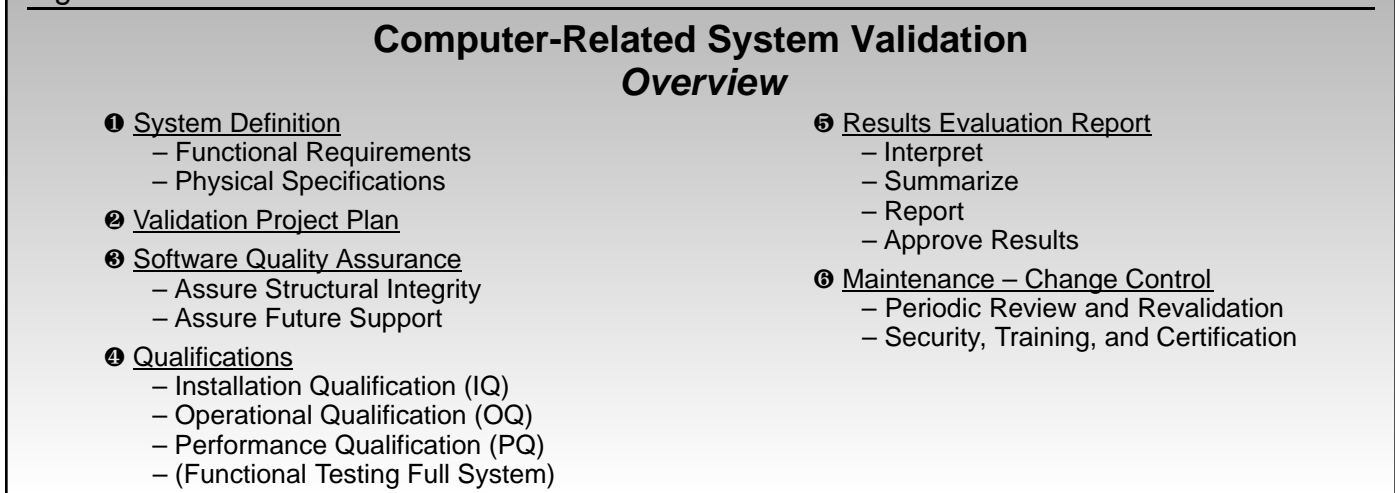 Computer-Related System Validation
Overview
❶ System Definition
– Functional Requirements
– Physical Specifications
❷ Validation Project Plan
❸ Software Quality Assurance
– Assure Structural Integrity
– Assure Future Support
❹ Qualifications
– Installation Qualification (IQ)
– Operational Qualification (OQ)
– Performance Qualification (PQ)
– (Functional Testing Full System)
❺ Results Evaluation Report
– Interpret
– Summarize
– Report
– Approve Results
❻ Maintenance – Change Control
– Periodic Review and Revalidation
– Security, Training, and Certification